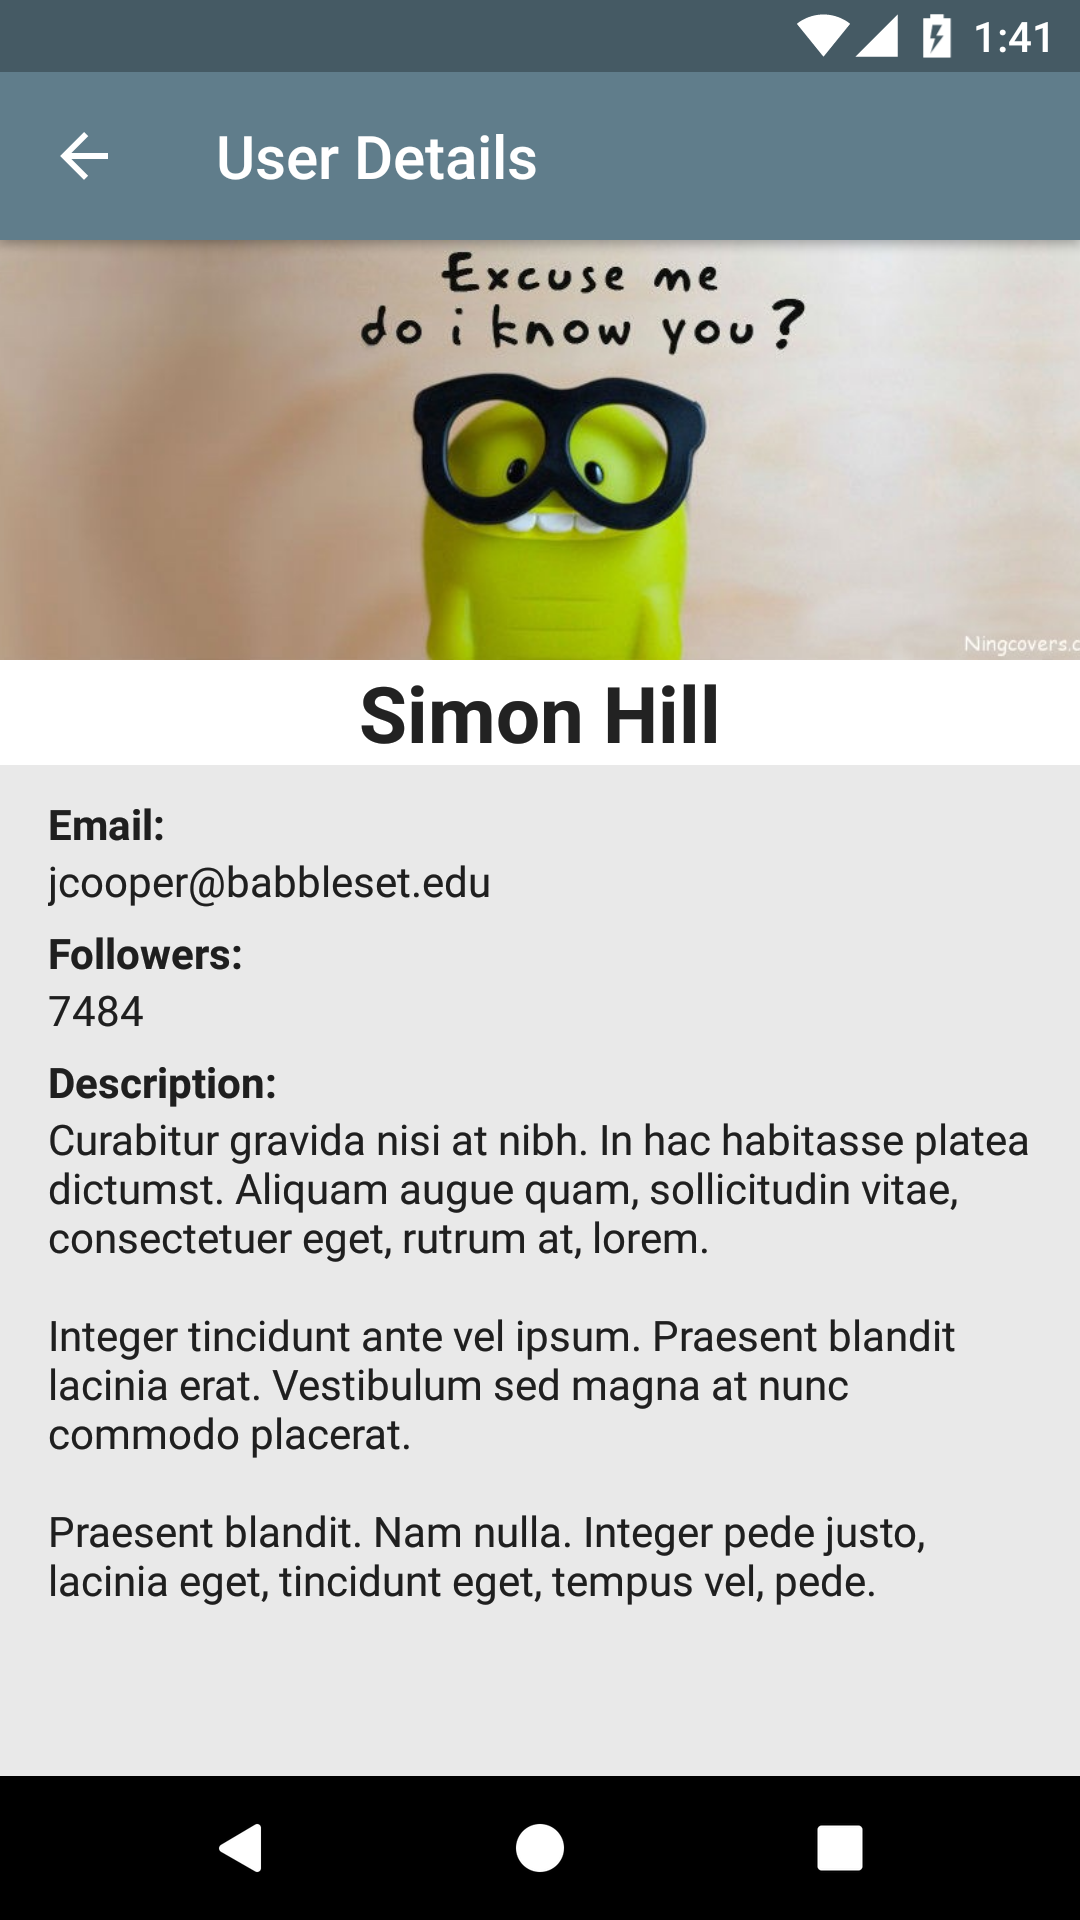 1:41
User Details
Excuse me
do i know you?
Ningcovers.c
Simon Hill
Email:
jcooper@babbleset.edu
Followers:
7484
Description:
Curabitur gravida nisi at nibh. In hac habitasse platea
dictumst. Aliquam augue quam, sollicitudin vitae,
consectetuer eget, rutrum at, lorem.
Integer tincidunt ante vel ipsum. Praesent blandit
lacinia erat. Vestibulum sed magna at nunc
commodo placerat.
Praesent blandit. Nam nulla. Integer pede justo,
lacinia eget, tincidunt eget, tempus vel, pede.